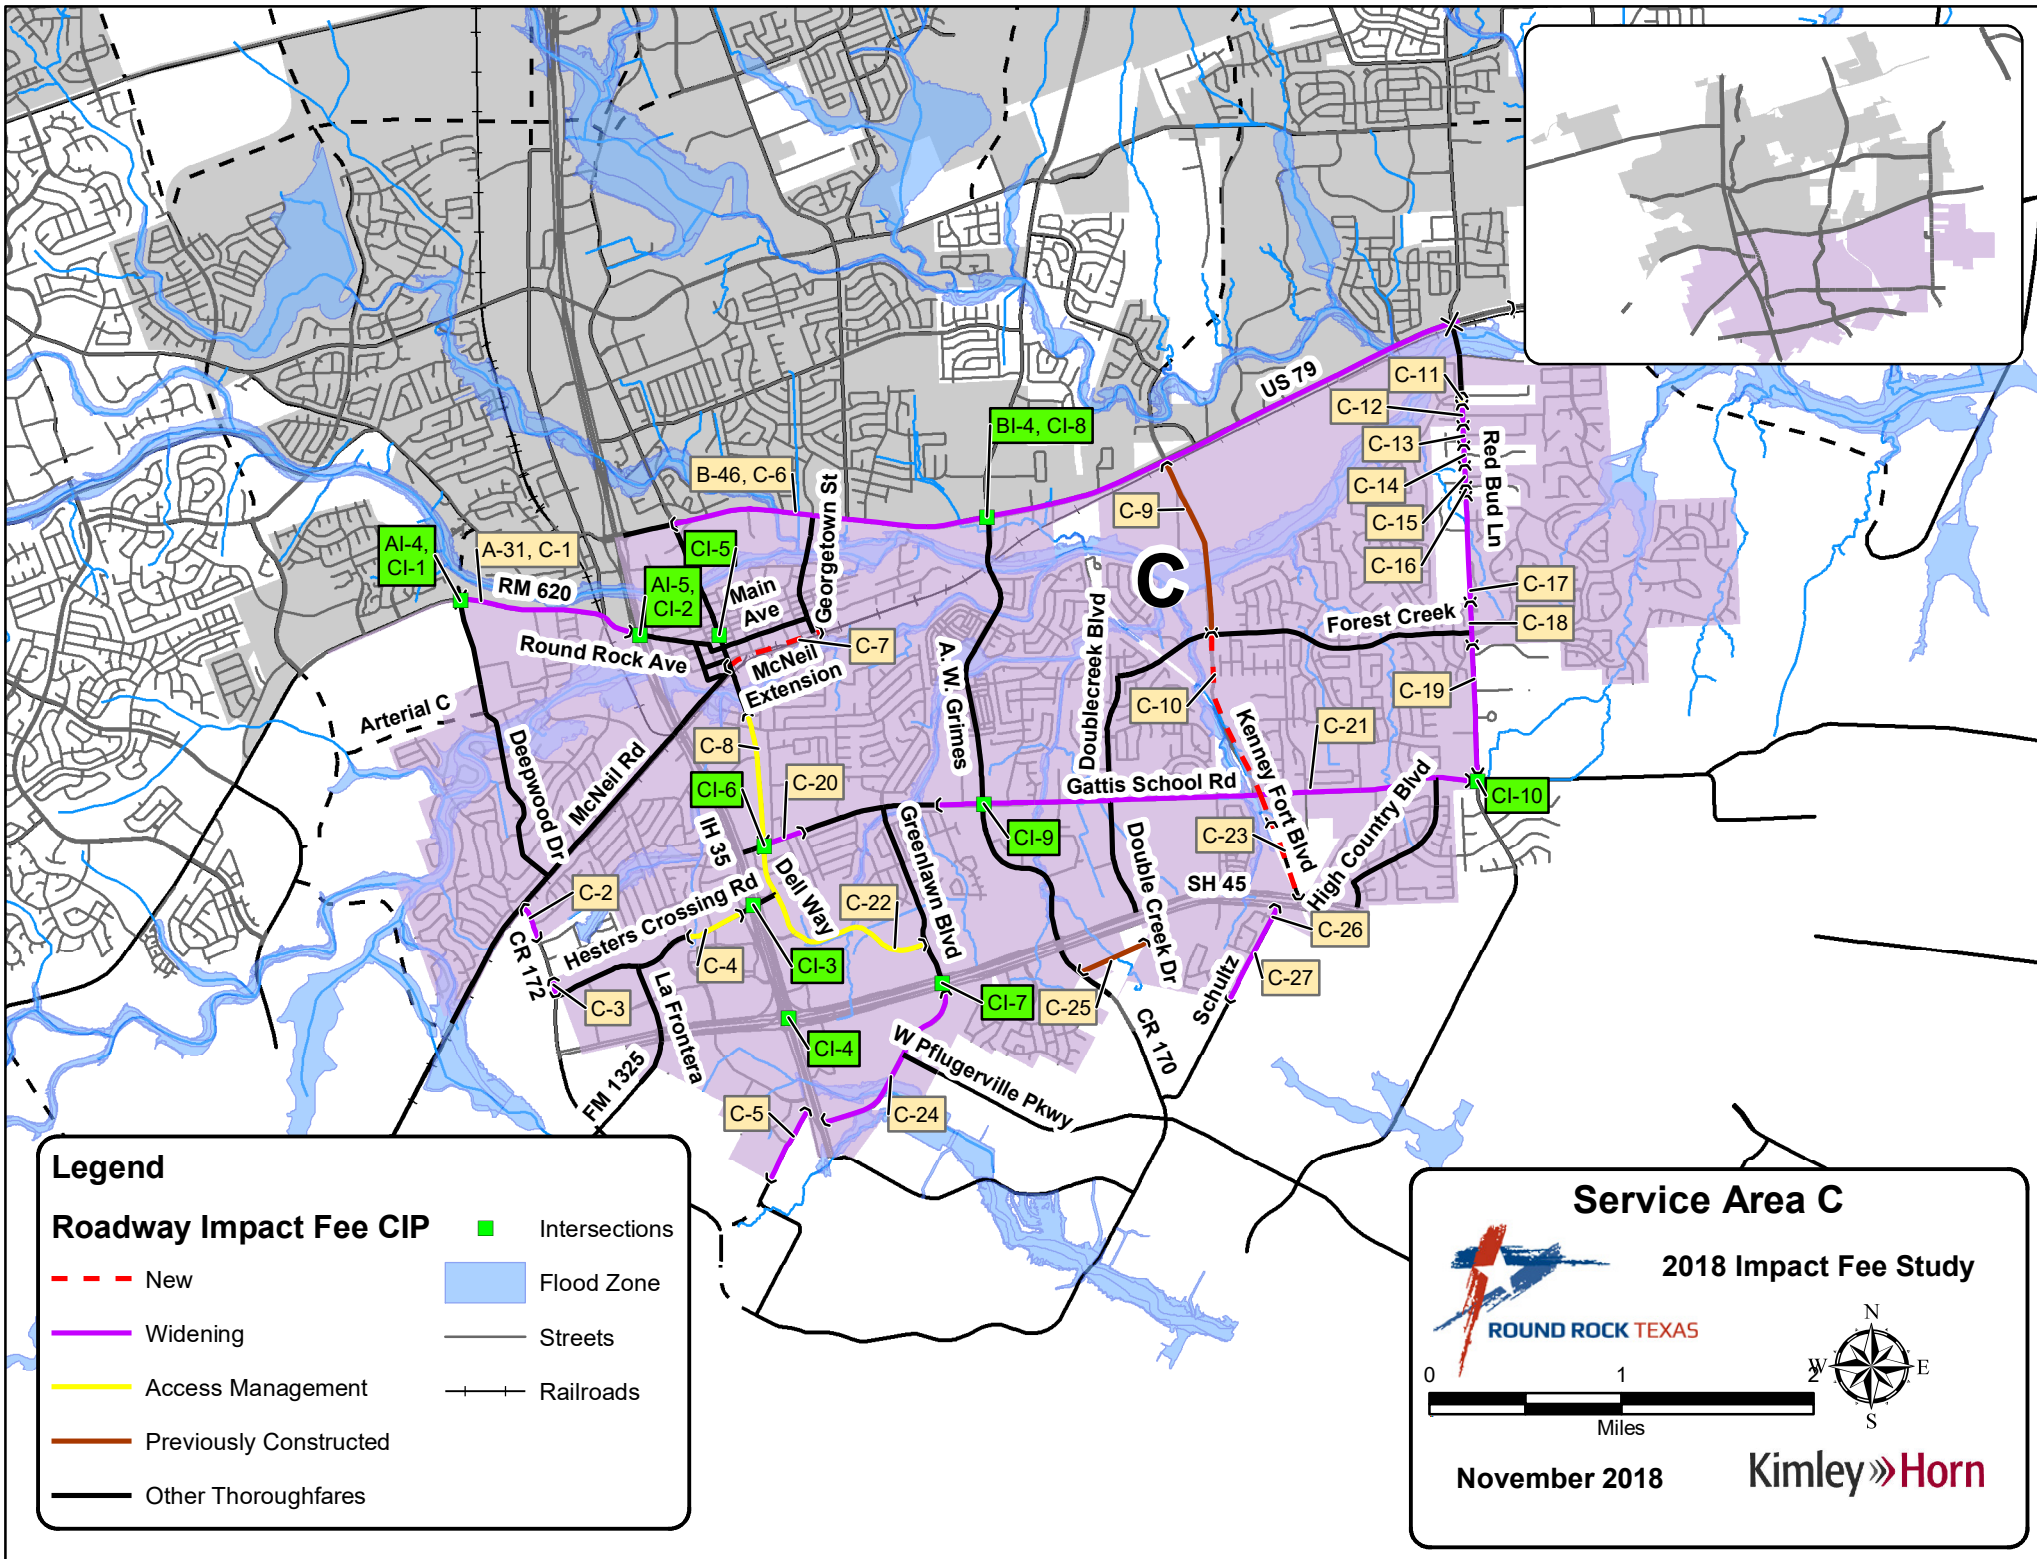 US 79
C-11
C-12
C-13
C-14
C-15
C-16
Red Bud Ln
BI-4, CI-8
B-46, C-6
Georgetown St
C-9
C
AI-4,
CI-1
A-31, C-1
RM 620
CI-5
AI-5,
CI-2
Main
Ave
Round Rock Ave
McNeil
Extension
C-7
C-17
C-18
Forest Creek
C-19
Arterial C
Deepwood Dr
McNeil Rd
A. W. Grimes
Doublecreek Blvd
C-10
Kenney Fort Blvd
C-21
C-8
CI-6
C-20
Gattis School Rd
High Country Blvd
CI-10
IH 35
Dell Way
Greenlawn Blvd
CI-9
Double Creek Dr
C-23
SH 45
C-2
CR 172
Hesters Crossing Rd
C-22
C-4
CI-3
C-26
C-27
Schultz
C-3
La Frontera
CI-7
C-25
CR 170
CI-4
FM 1325
W Pflugerville Pkwy
C-5
C-24
Legend
Roadway Impact Fee CIP
New
Widening
Access Management
Previously Constructed
Other Thoroughfares
Intersections
Flood Zone
Streets
Railroads
Service Area C
2018 Impact Fee Study
ROUND ROCK TEXAS
N
W
E
S
0 1 2
Miles
November 2018
Kimley»Horn